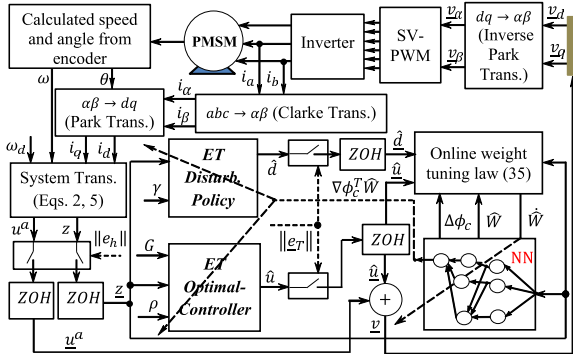 Calculated speed
and angle from
encoder
PMSM
Inverter
SV-
PWM
dq → αβ
(Inverse
Park
Trans.)
v_α
v_β
v_d
v_q
ω
θ
i_a
i_b
i_α
i_β
αβ → dq
(Park Trans.)
abc → αβ (Clarke Trans.)
ω_d
i_q
i_d
System Trans.
(Eqs. 2, 5)
ET
Disturb.
Policy
γ
d̂
ZOH
d̂
û
Online weight
tuning law (35)
∇ϕ_c^T Ŵ
u^a
z
||e_h||
||e_T||
G
ET
Optimal-
Controller
ρ
û
ZOH
Δϕ_c
Ŵ
Ŵ̇
NN
ZOH
ZOH
z
û
+
v
u^a